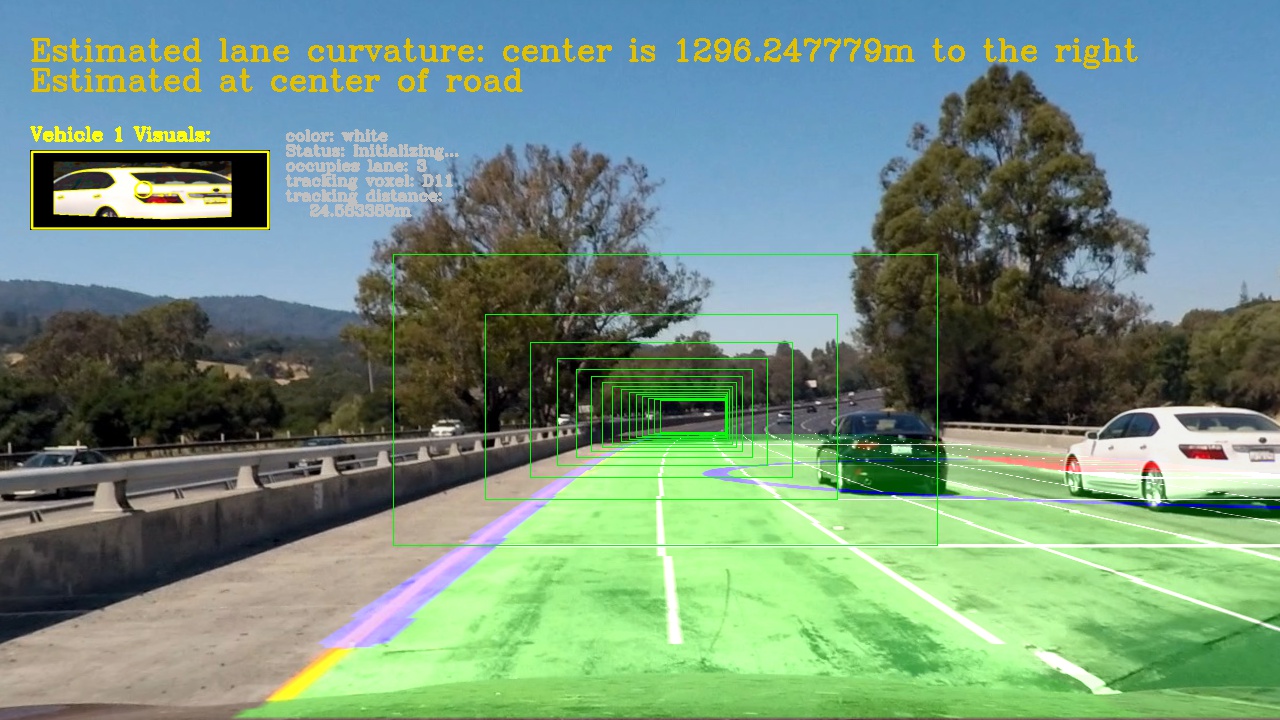 Estimated lane curvature: center is 1296.247779m to the right
Estimated at center of road
Vehicle 1 Visuals:
color: white
Status: Initializing...
occupies lane: 3
tracking voxel: D11
tracking distance:
24.583389m